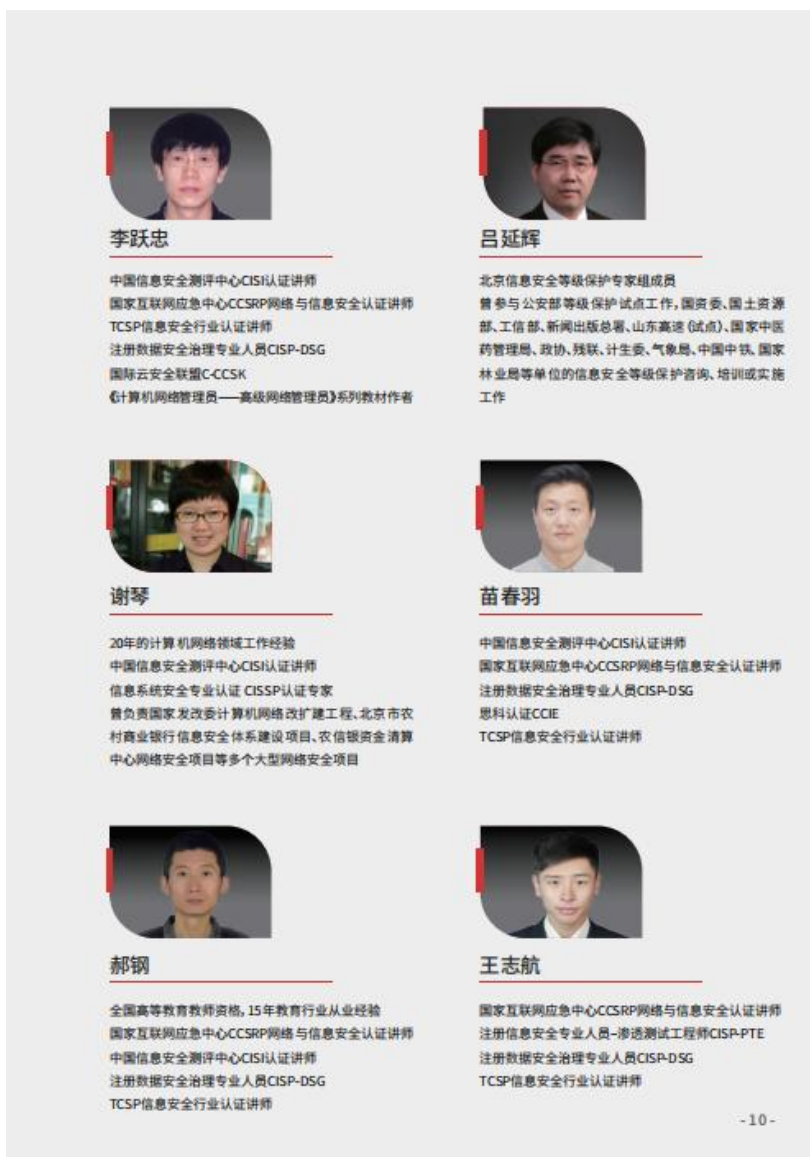 李跃忠
中国信息安全测评中心CISI认证讲师
国家互联网应急中心CCSRP网络与信息安全认证讲师
TCSP信息安全行业认证讲师
注册数据安全治理专业人员CISP-DSG
国际云安全联盟C-CCSK
《计算机网络管理员——高级网络管理员》系列教材作者
吕延辉
北京信息安全等级保护专家组成员
曾参与公安部等级保护试点工作,国资委、国土资源
部、工信部、新闻出版总署、山东高速(试点)、国家中医
药管理局、政协、残联、计生委、气象局、中国中铁、国家
林业局等单位的信息安全等级保护咨询、培训或实施
工作
谢琴
20年的计算机网络领域工作经验
中国信息安全测评中心CISI认证讲师
信息系统安全专业认证 CISSP认证专家
曾负责国家发改委计算机网络改扩建工程、北京市农
村商业银行信息安全体系建设项目、农信银资金清算
中心网络安全项目等多个大型网络安全项目
苗春羽
中国信息安全测评中心CISI认证讲师
国家互联网应急中心CCSRP网络与信息安全认证讲师
注册数据安全治理专业人员CISP-DSG
思科认证CCIE
TCSP信息安全行业认证讲师
郝钢
全国高等教育教师资格,15年教育行业从业经验
国家互联网应急中心CCSRP网络与信息安全认证讲师
中国信息安全测评中心CISI认证讲师
注册数据安全治理专业人员CISP-DSG
TCSP信息安全行业认证讲师
王志航
国家互联网应急中心CCSRP网络与信息安全认证讲师
注册信息安全专业人员–渗透测试工程师CISP-PTE
注册数据安全治理专业人员CISP-DSG
TCSP信息安全行业认证讲师
-10-